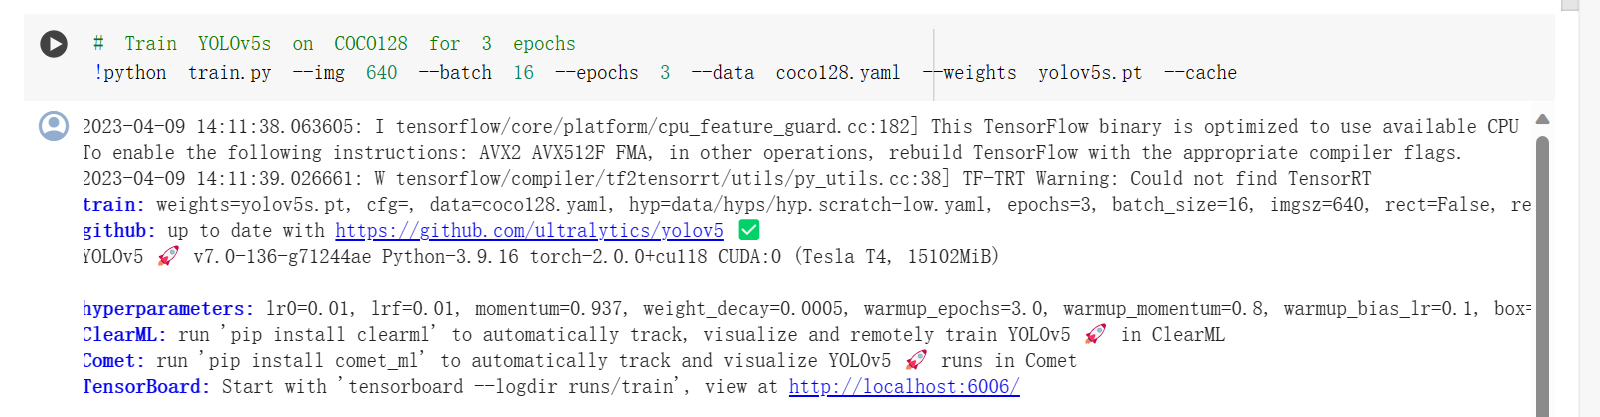 # Train YOLOv5s on COCO128 for 3 epochs
!python train.py --img 640 --batch 16 --epochs 3 --data coco128.yaml --weights yolov5s.pt --cache
2023-04-09 14:11:38.063605: I tensorflow/core/platform/cpu_feature_guard.cc:182] This TensorFlow binary is optimized to use available CPU
To enable the following instructions: AVX2 AVX512F FMA, in other operations, rebuild TensorFlow with the appropriate compiler flags.
2023-04-09 14:11:39.026661: W tensorflow/compiler/tf2tensorrt/utils/py_utils.cc:38] TF-TRT Warning: Could not find TensorRT
train: weights=yolov5s.pt, cfg=, data=coco128.yaml, hyp=data/hyps/hyp.scratch-low.yaml, epochs=3, batch_size=16, imgsz=640, rect=False, re
github: up to date with https://github.com/ultralytics/yolov5 ✅
YOLOv5 🚀 v7.0-136-g71244ae Python-3.9.16 torch-2.0.0+cu118 CUDA:0 (Tesla T4, 15102MiB)
hyperparameters: lr0=0.01, lrf=0.01, momentum=0.937, weight_decay=0.0005, warmup_epochs=3.0, warmup_momentum=0.8, warmup_bias_lr=0.1, box=
ClearML: run 'pip install clearml' to automatically track, visualize and remotely train YOLOv5 🚀 in ClearML
Comet: run 'pip install comet_ml' to automatically track and visualize YOLOv5 🚀 runs in Comet
TensorBoard: Start with 'tensorboard --logdir runs/train', view at http://localhost:6006/